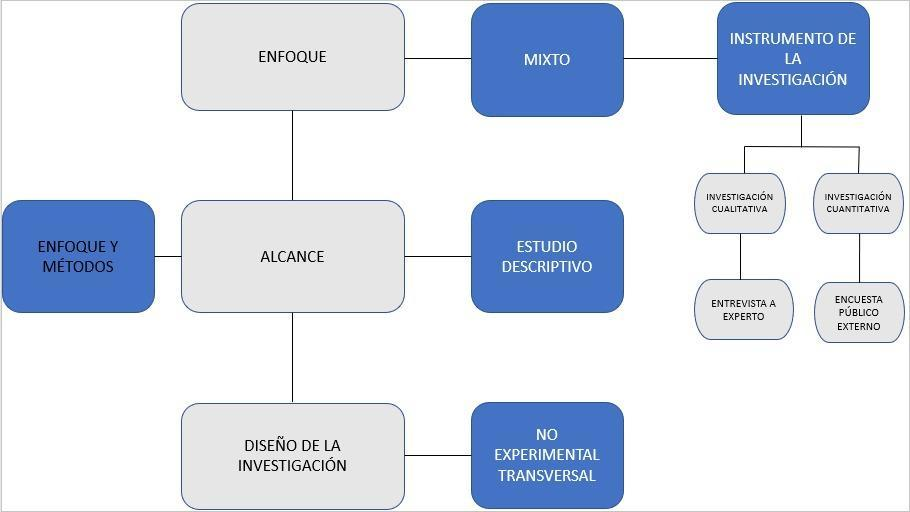 ENFOQUE
MIXTO
INSTRUMENTO DE
LA
INVESTIGACIÓN
INVESTIGACIÓN
CUALITATIVA
INVESTIGACIÓN
CUANTITATIVA
ENFOQUE Y
MÉTODOS
ALCANCE
ESTUDIO
DESCRIPTIVO
ENTREVISTA A
EXPERTO
ENCUESTA
PÚBLICO
EXTERNO
DISEÑO DE LA
INVESTIGACIÓN
NO
EXPERIMENTAL
TRANSVERSAL